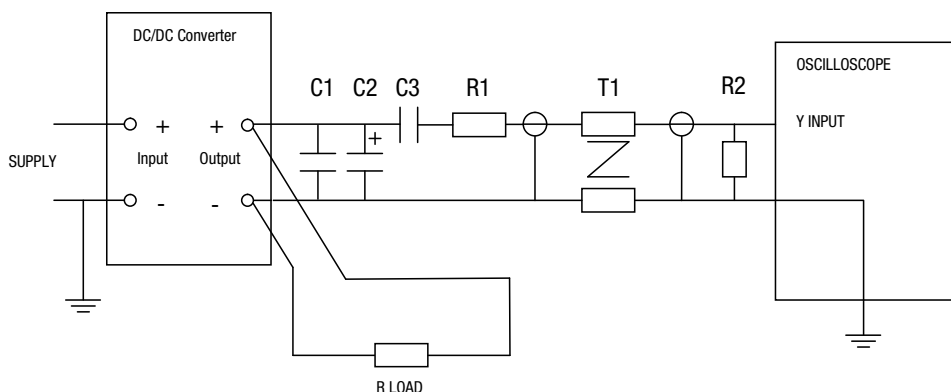 DC/DC Converter
OSCILLOSCOPE
C1 C2 C3 R1 T1 R2
+ + + Y INPUT
SUPPLY Input Output
- -
R LOAD